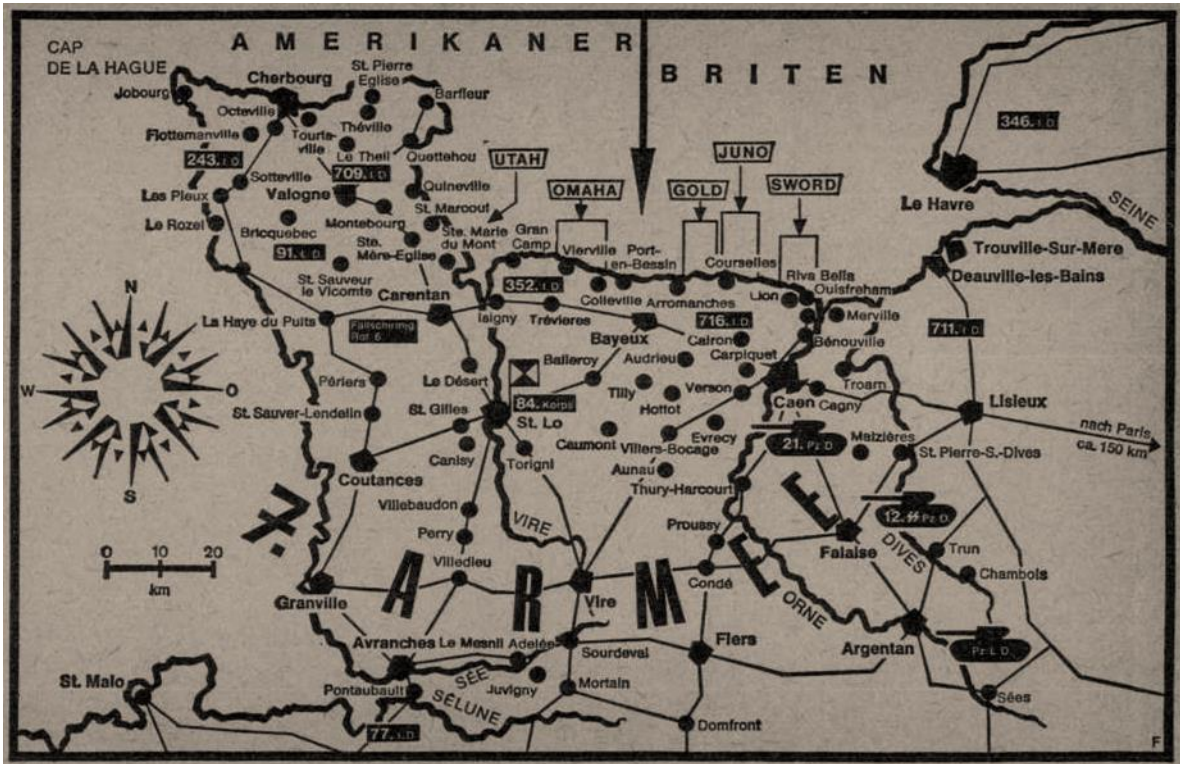 AMERIKANER
BRITEN
CAP
DE LA HAGUE
Jobourg
Cherbourg
St. Pierre
Eglise
Barfleur
Octeville
Théville
Tourla-
ville
Flottemanville
Le Theil
Quettehou
243. I.D
709. I.D
Sotteville
Valogne
Quineville
Les Pieux
St. Marcouf
Montebourg
Le Rozel
Bricquebec
91. I.D
Ste.
Mère-Eglise
Ste. Marie
du Mont
St. Sauveur
le Vicomte
Carentan
La Haye du Puits
UTAH
OMAHA
GOLD
JUNO
SWORD
346. I.D
Le Havre
SEINE
Trouville-Sur-Mere
Deauville-les-Bains
Gran
Camp
Vierville
Port-
en-Bessin
Courselles
Riva Bella
Ouisfreham
352. I.D
Colleville
Arromanches
Lion
Merville
Isigny
Trévieres
Bayeux
716. I.D
711. I.D
Cairon
Bénouville
Fallschirmjg
Rgt. 6
Balleroy
Audrieu
Carpiquet
Périers
Le Désert
Tilly
Verson
Troarn
Caen
Cagny
Lisieux
N
W
O
S
St. Sauver-Lendelin
St. Gilles
84. Korps
St. Lo
Hottot
Caumont
Villers-Bocage
Evrecy
21. Pz D
Maizières
St. Pierre-S.-Dives
nach Paris
ca. 150 km
Canisy
Torigni
Aunau
Coutances
Thury-Harcourt
Villebaudon
VIRE
Proussy
12. SS Pz D.
Perry
Falaise
DIVES
Trun
Villedieu
Condé
Chambois
7. ARMEE
0 10 20
km
Granville
Vire
ORNE
Avranches
Le Mesnil Adelée
Sourdeval
Flers
Argentan
Pz L D.
St. Malo
SÉE
Pontaubault
Juvigny
Mortain
Sées
SÉLUNE
77. I.D
Domfront
F